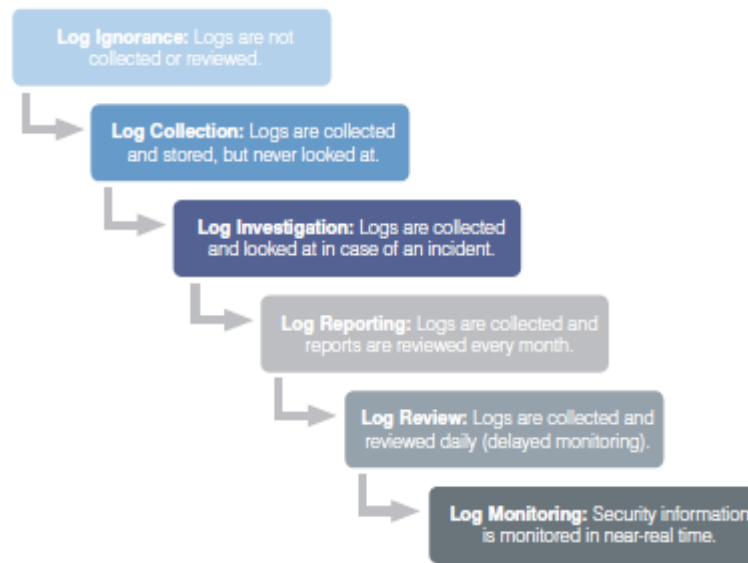 Log Ignorance: Logs are not
collected or reviewed.
Log Collection: Logs are collected
and stored, but never looked at.
Log Investigation: Logs are collected
and looked at in case of an incident.
Log Reporting: Logs are collected and
reports are reviewed every month.
Log Review: Logs are collected and
reviewed daily (delayed monitoring).
Log Monitoring: Security information
is monitored in near-real time.